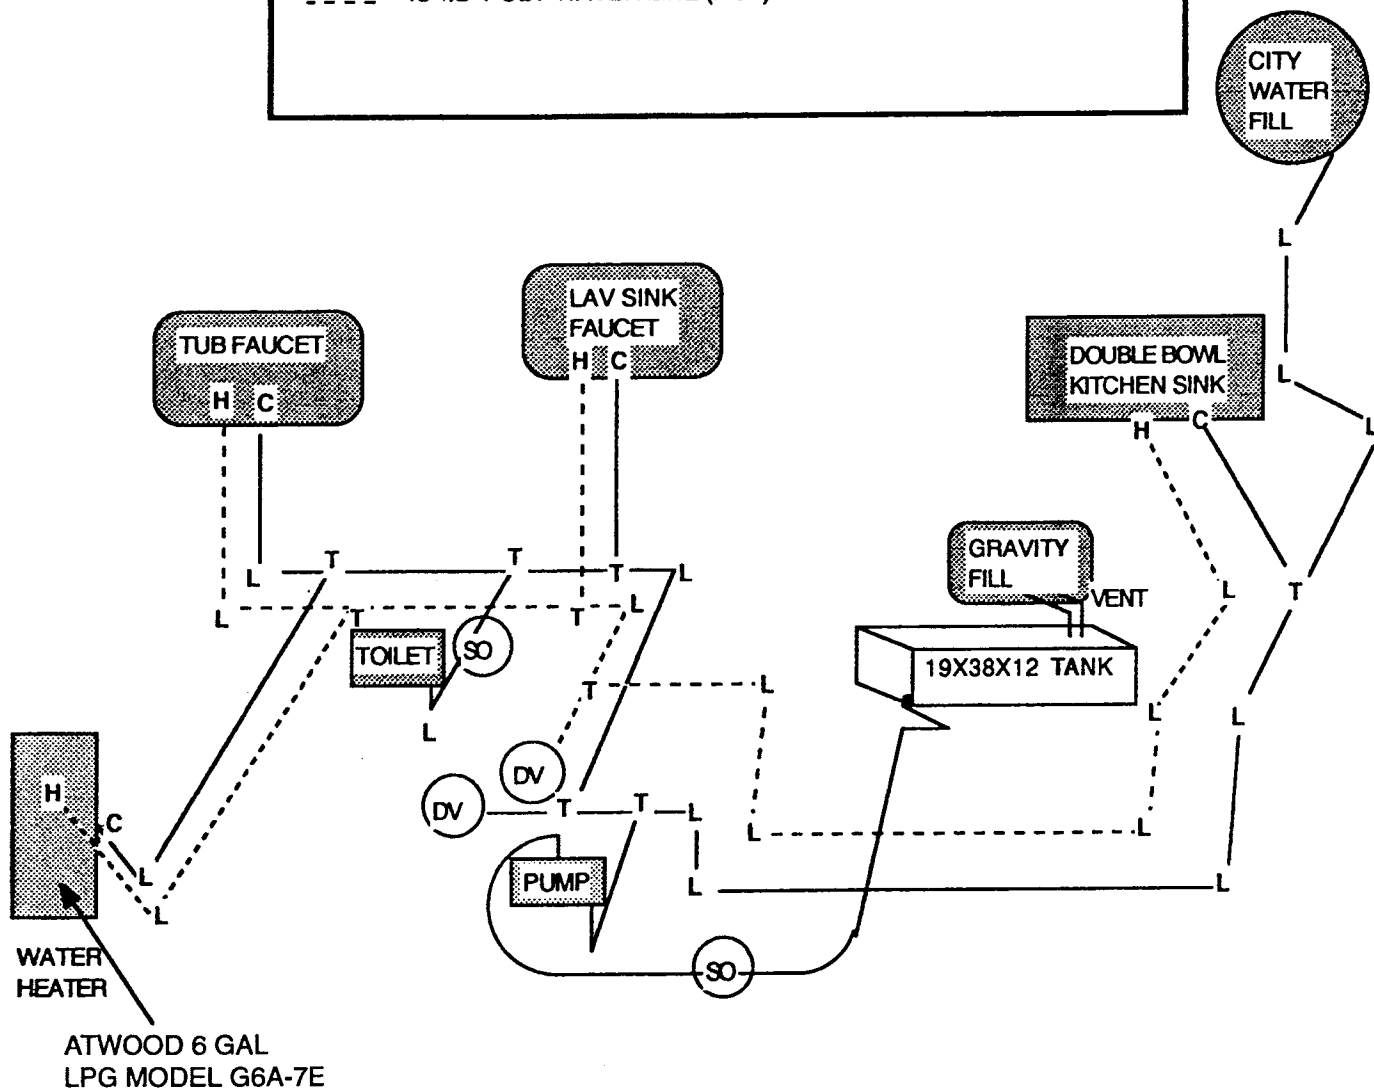 CITY
WATER
FILL
L
LAV SINK
FAUCET
H C
TUB FAUCET
H C
DOUBLE BOWL
KITCHEN SINK
H C
L
L
GRAVITY
FILL
VENT
L T T T L
L T T L
L T
TOILET SO
19X38X12 TANK
T L
L L
L
H
C
DV
DV T T L
L L
PUMP
L
L
L L
SO
WATER
HEATER
ATWOOD 6 GAL
LPG MODEL G6A-7E